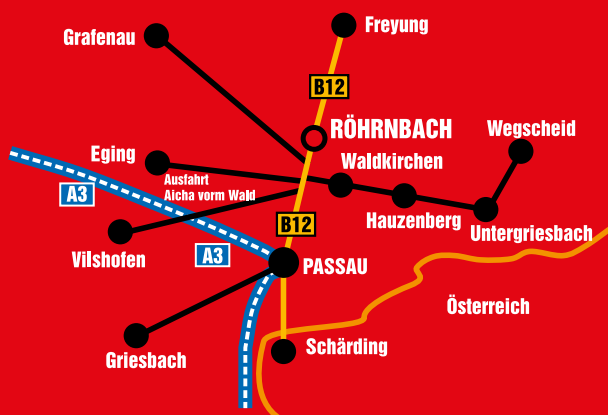 Freyung
Grafenau
B12
RÖHRNBACH
Wegscheid
Eging
Waldkirchen
Ausfahrt
Aicha vorm Wald
A3
Hauzenberg
B12
Untergriesbach
Vilshofen
A3
PASSAU
Österreich
Schärding
Griesbach